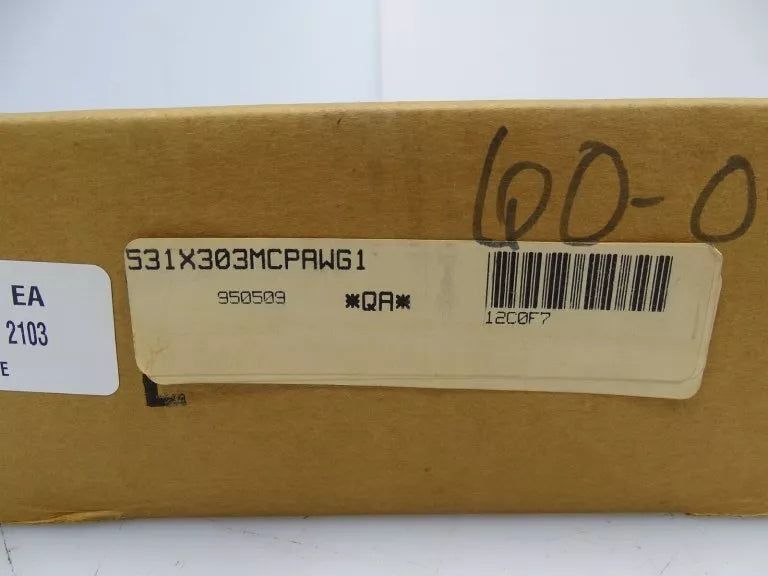 60-0
531X303MCPAWG1
950509 *QA*
12C0F7
EA
2103
E